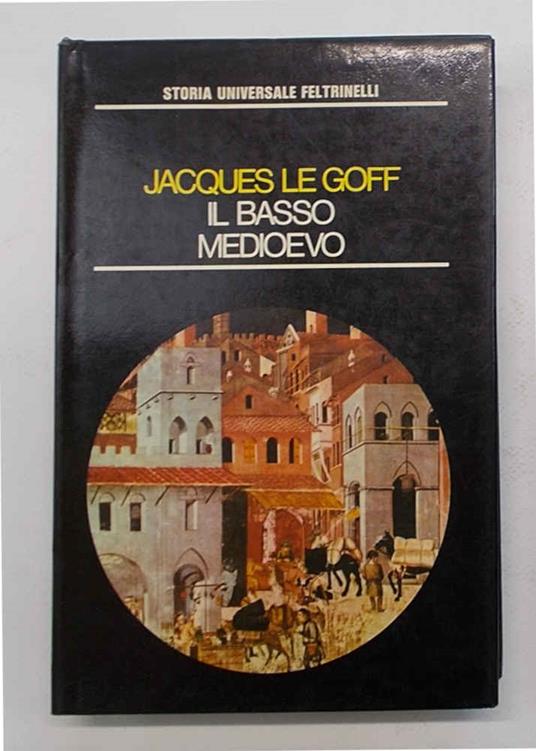 STORIA UNIVERSALE FELTRINELLI
JACQUES LE GOFF
IL BASSO
MEDIOEVO